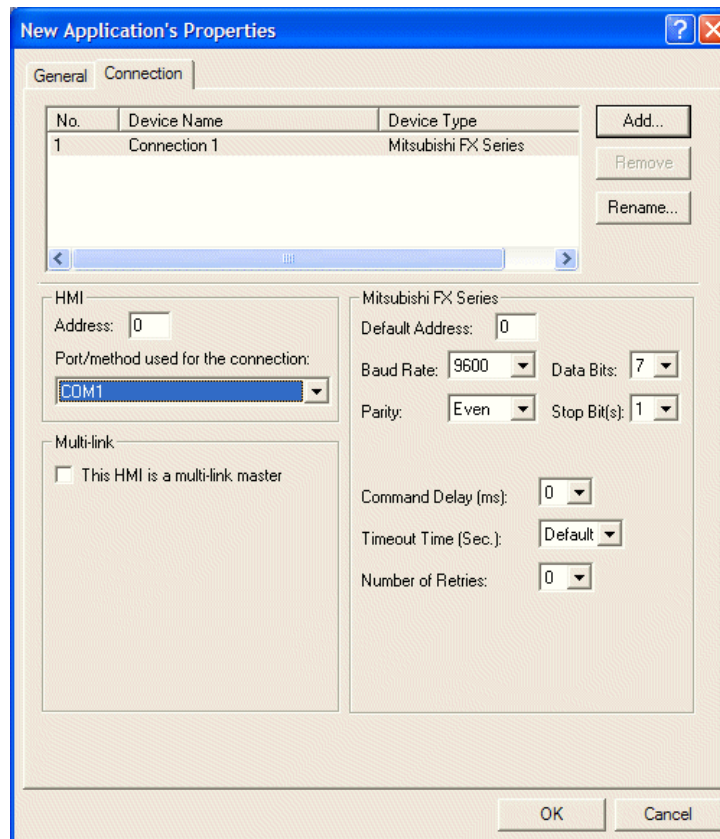 New Application's Properties
General Connection
No. Device Name Device Type
1 Connection 1 Mitsubishi FX Series
Add...
Remove
Rename...
HMI
Address: 0
Port/method used for the connection:
COM1
Multi-link
This HMI is a multi-link master
Mitsubishi FX Series
Default Address: 0
Baud Rate: 9600 Data Bits: 7
Parity: Even Stop Bit(s): 1
Command Delay (ms): 0
Timeout Time (Sec.): Default
Number of Retries: 0
OK Cancel